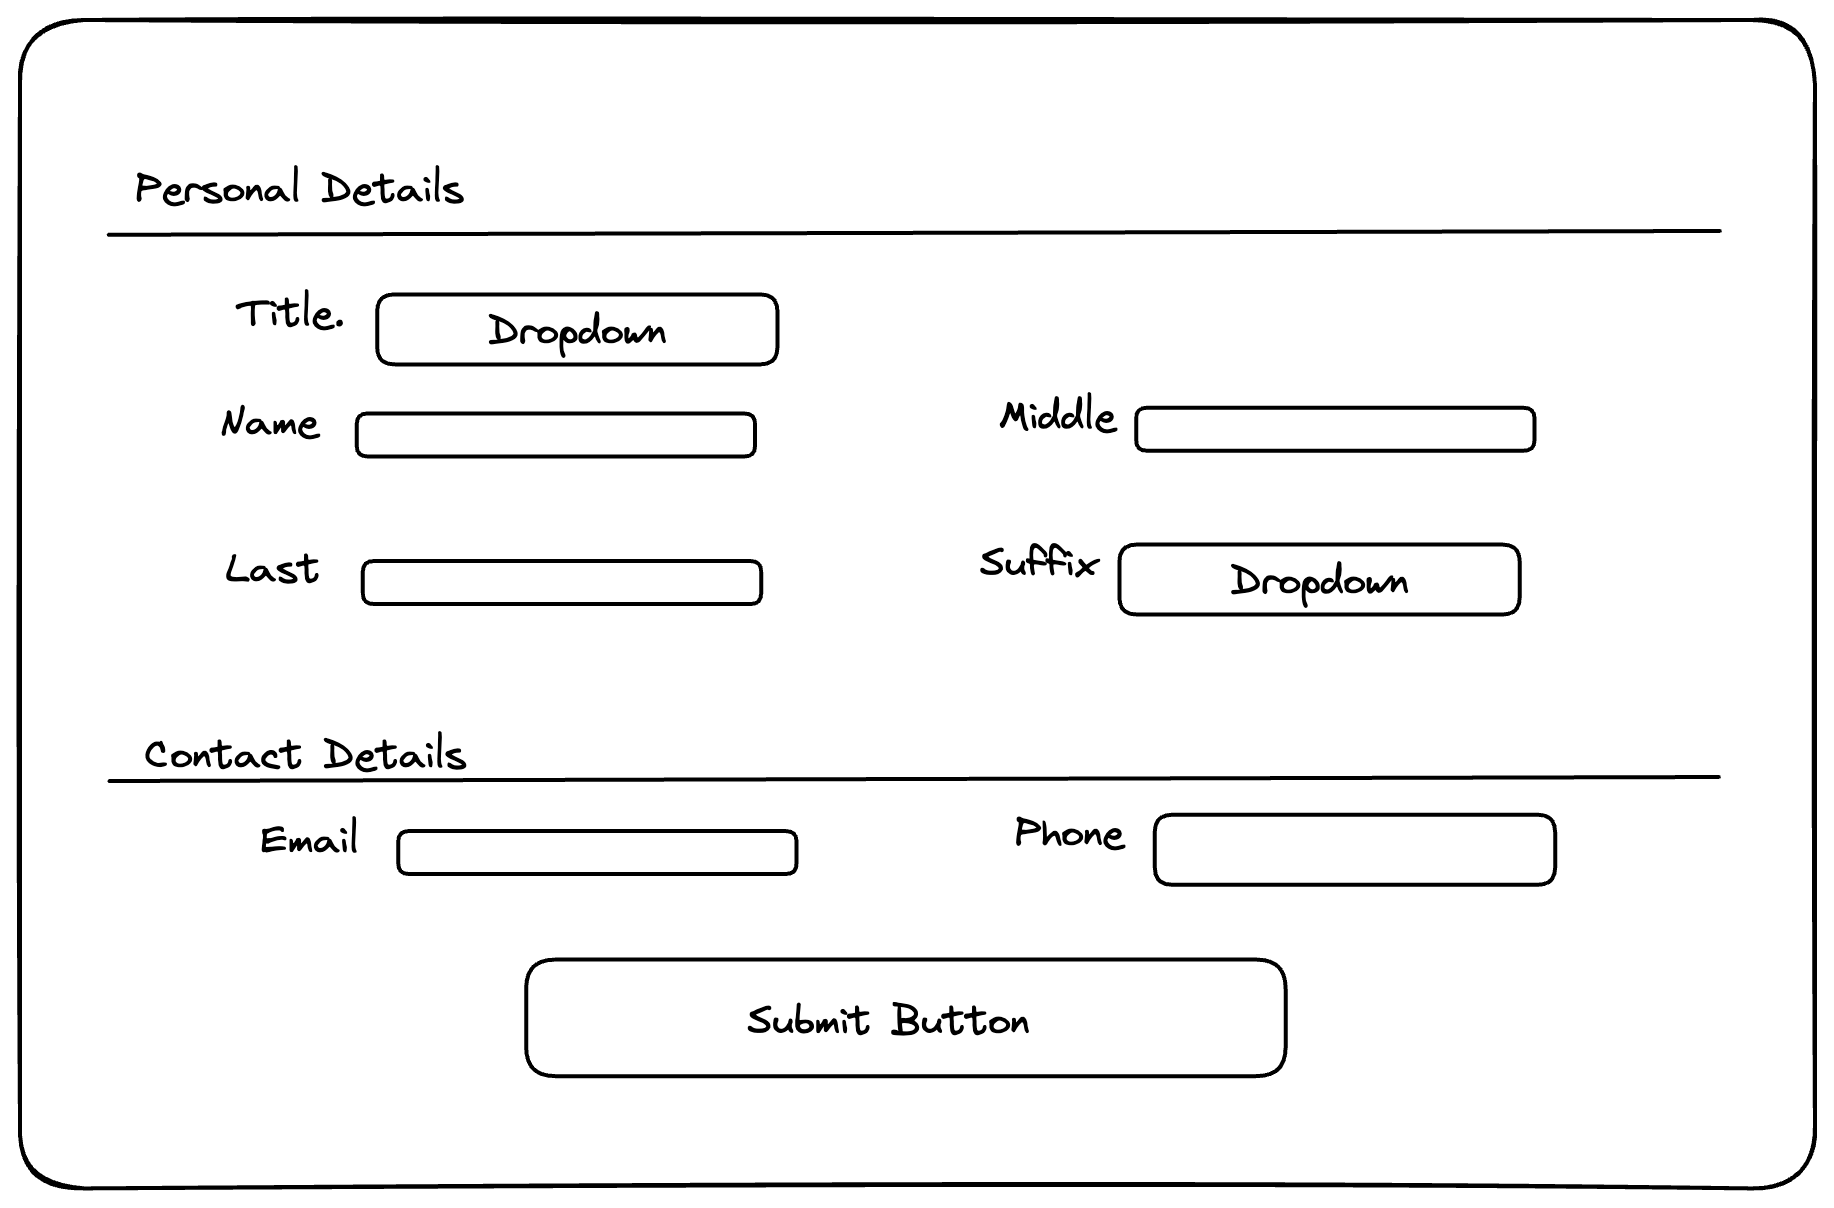 Personal Details
Title. Dropdown
Name Middle
Last Suffix Dropdown
Contact Details
Email Phone
Submit Button